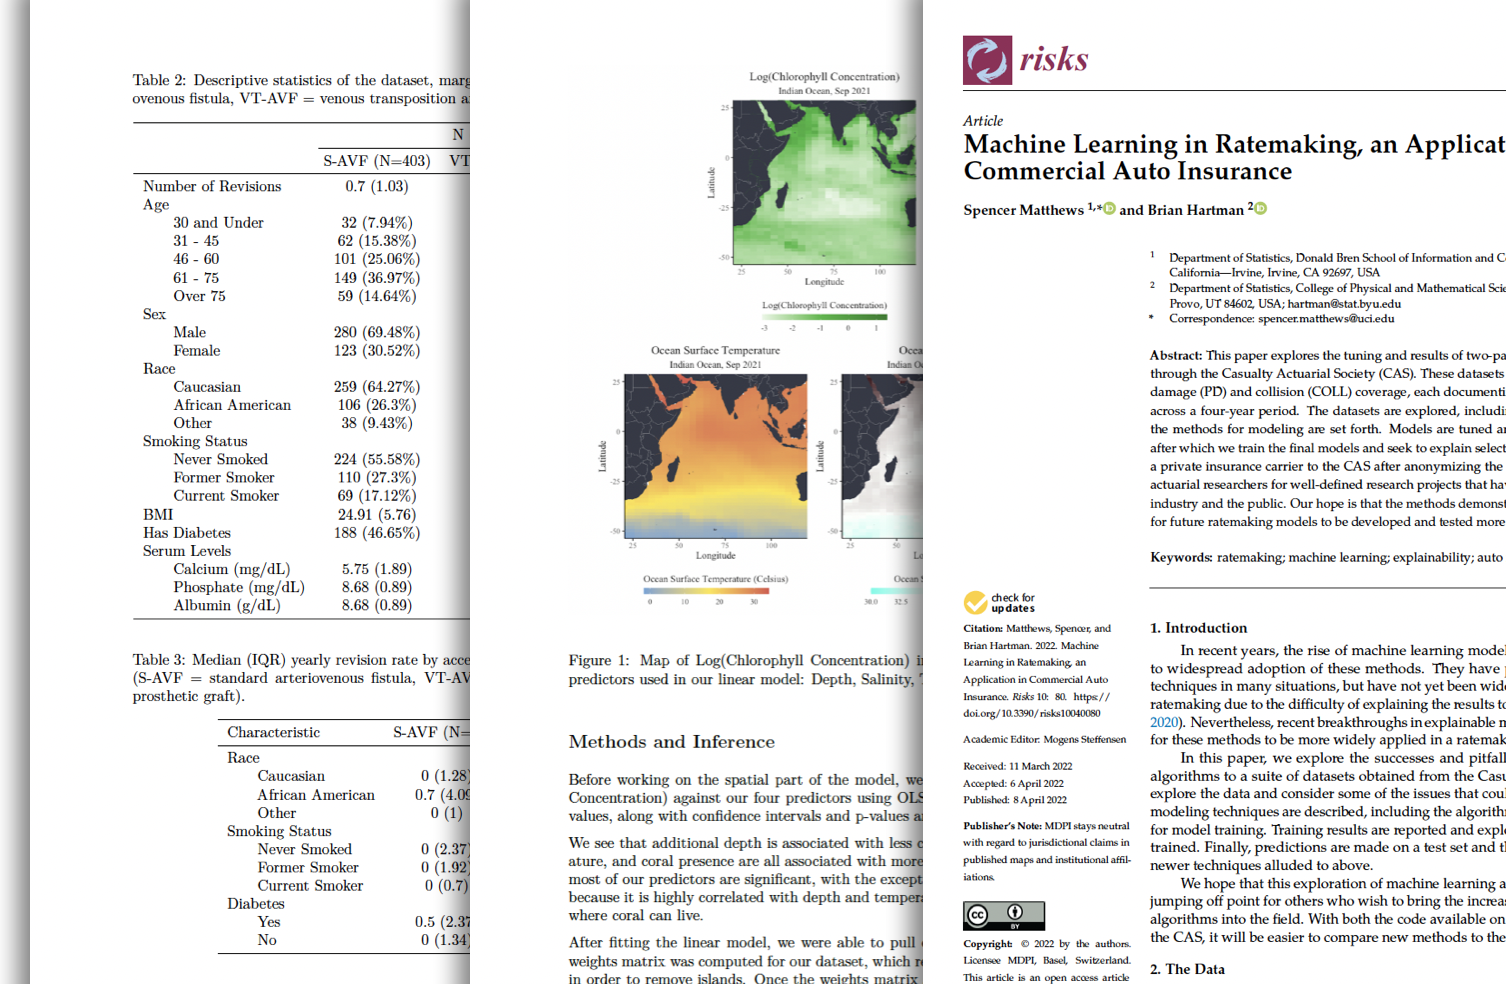 Table 2: Descriptive statistics of the dataset, marg
ovenous fistula, VT-AVF = venous transposition a
N
S-AVF (N=403) VT
Number of Revisions 0.7 (1.03)
Age
30 and Under 32 (7.94%)
31 - 45 62 (15.38%)
46 - 60 101 (25.06%)
61 - 75 149 (36.97%)
Over 75 59 (14.64%)
Sex
Male 280 (69.48%)
Female 123 (30.52%)
Race
Caucasian 259 (64.27%)
African American 106 (26.3%)
Other 38 (9.43%)
Smoking Status
Never Smoked 224 (55.58%)
Former Smoker 110 (27.3%)
Current Smoker 69 (17.12%)
BMI 24.91 (5.76)
Has Diabetes 188 (46.65%)
Serum Levels
Calcium (mg/dL) 5.75 (1.89)
Phosphate (mg/dL) 8.68 (0.89)
Albumin (g/dL) 8.68 (0.89)
Table 3: Median (IQR) yearly revision rate by acce
(S-AVF = standard arteriovenous fistula, VT-AV
prosthetic graft).
Characteristic S-AVF (N=
Race
Caucasian 0 (1.28)
African American 0.7 (4.09
Other 0 (1)
Smoking Status
Never Smoked 0 (2.37)
Former Smoker 0 (1.92)
Current Smoker 0 (0.7)
Diabetes
Yes 0.5 (2.37
No 0 (1.34)
Log(Chlorophyll Concentration)
Indian Ocean, Sep 2021
Latitude
25
0
-25
-50
25 50 75 100
Longitude
Log(Chlorophyll Concentration)
-3 -2 -1 0 1
Ocean Surface Temperature
Indian Ocean, Sep 2021
Latitude
25
0
-25
-50
25 50 75 100
Longitude
Ocean Surface Temperature (Celsius)
0 10 20 30
Ocea
Indian O
Latitude
25
0
-25
-50
25 50
Lo
Ocean S
30.0 32.5
Figure 1: Map of Log(Chlorophyll Concentration) i
predictors used in our linear model: Depth, Salinity,
Methods and Inference
Before working on the spatial part of the model, we
Concentration) against our four predictors using OLS
values, along with confidence intervals and p-values a
We see that additional depth is associated with less c
ature, and coral presence are all associated with more
most of our predictors are significant, with the except
because it is highly correlated with depth and tempera
where coral can live.
After fitting the linear model, we were able to pull
weights matrix was computed for our dataset, which r
in order to remove islands. Once the weights matrix
risks
Article
Machine Learning in Ratemaking, an Applicat
Commercial Auto Insurance
Spencer Matthews 1,* and Brian Hartman 2
1 Department of Statistics, Donald Bren School of Information and C
California—Irvine, Irvine, CA 92697, USA
2 Department of Statistics, College of Physical and Mathematical Scie
Provo, UT 84602, USA; hartman@stat.byu.edu
* Correspondence: spencer.matthews@uci.edu
Abstract: This paper explores the tuning and results of two-pa
through the Casualty Actuarial Society (CAS). These datasets
damage (PD) and collision (COLL) coverage, each documenti
across a four-year period. The datasets are explored, includi
the methods for modeling are set forth. Models are tuned an
after which we train the final models and seek to explain select
a private insurance carrier to the CAS after anonymizing the
actuarial researchers for well-defined research projects that hav
industry and the public. Our hope is that the methods demonst
for future ratemaking models to be developed and tested more
Keywords: ratemaking; machine learning; explainability; auto
check for
updates
Citation: Matthews, Spencer, and
Brian Hartman. 2022. Machine
Learning in Ratemaking, an
Application in Commercial Auto
Insurance. Risks 10: 80. https://
doi.org/10.3390/risks10040080
Academic Editor: Mogens Steffensen
Received: 11 March 2022
Accepted: 6 April 2022
Published: 8 April 2022
Publisher's Note: MDPI stays neutral
with regard to jurisdictional claims in
published maps and institutional affil-
iations.
cc BY
Copyright: © 2022 by the authors.
Licensee MDPI, Basel, Switzerland.
This article is an open access article
1. Introduction
In recent years, the rise of machine learning model
to widespread adoption of these methods. They have p
techniques in many situations, but have not yet been wide
ratemaking due to the difficulty of explaining the results to
2020). Nevertheless, recent breakthroughs in explainable m
for these methods to be more widely applied in a ratemak
In this paper, we explore the successes and pitfall
algorithms to a suite of datasets obtained from the Casu
explore the data and consider some of the issues that coul
modeling techniques are described, including the algorithm
for model training. Training results are reported and explo
trained. Finally, predictions are made on a test set and th
newer techniques alluded to above.
We hope that this exploration of machine learning a
jumping off point for others who wish to bring the increas
algorithms into the field. With both the code available on
the CAS, it will be easier to compare new methods to the
2. The Data